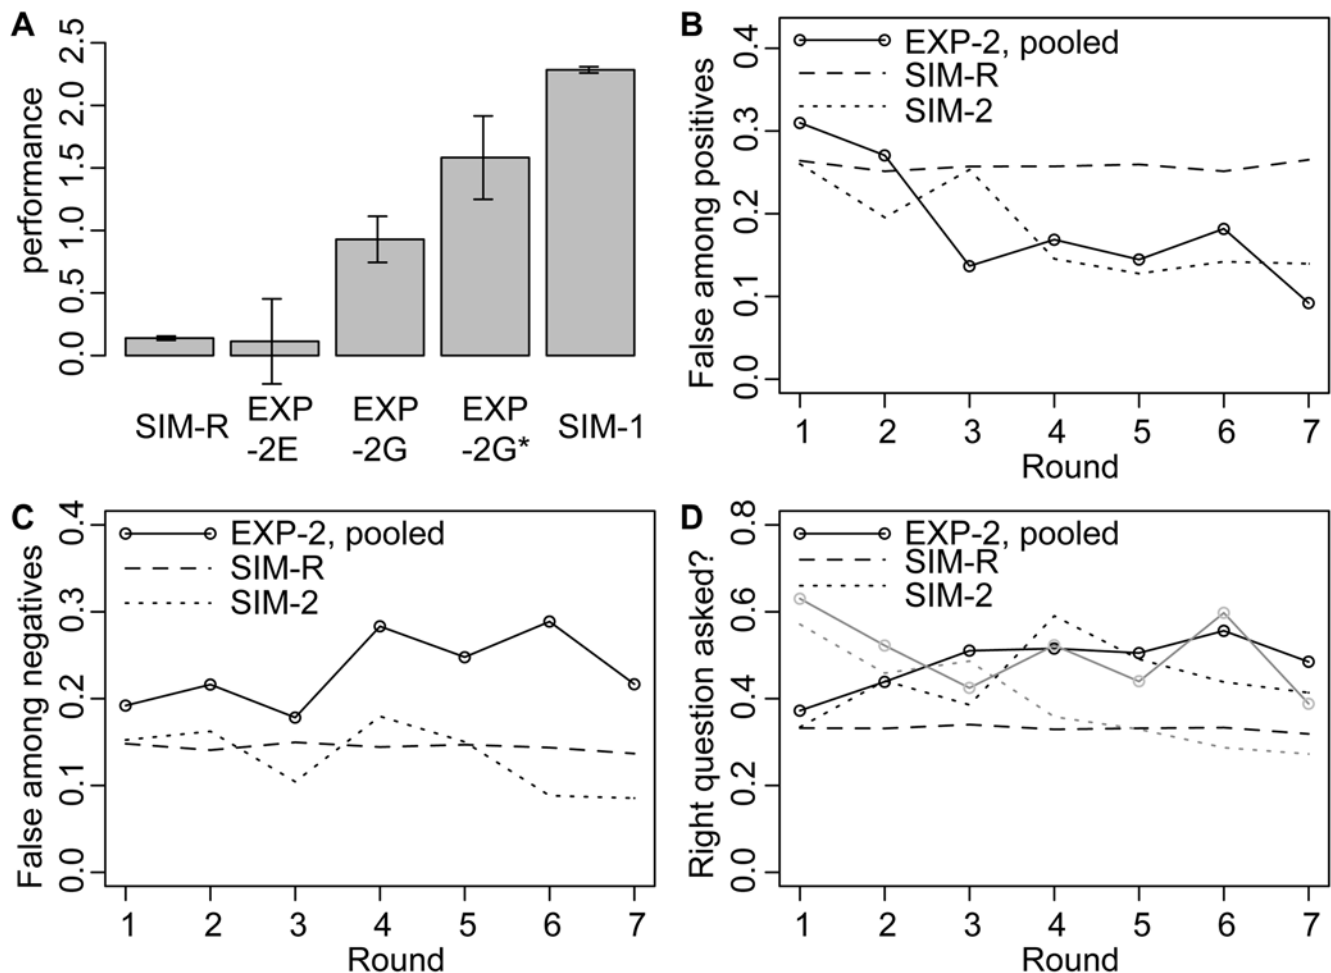 A
performance
0.0 0.5 1.0 1.5 2.0 2.5
SIM-R
EXP
-2E
EXP
-2G
EXP
-2G*
SIM-1
B
EXP-2, pooled
SIM-R
SIM-2
False among positives
0.0 0.1 0.2 0.3 0.4
1 2 3 4 5 6 7
Round
C
EXP-2, pooled
SIM-R
SIM-2
False among negatives
0.0 0.1 0.2 0.3 0.4
1 2 3 4 5 6 7
Round
D
EXP-2, pooled
SIM-R
SIM-2
Right question asked?
0.0 0.2 0.4 0.6 0.8
1 2 3 4 5 6 7
Round